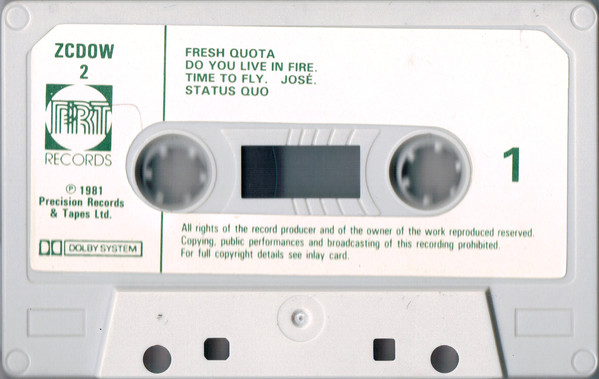 ZCDOW
2
PRT
RECORDS
℗ 1981
Precision Records
& Tapes Ltd.
DOLBY SYSTEM
FRESH QUOTA
DO YOU LIVE IN FIRE.
TIME TO FLY. JOSÉ.
STATUS QUO
1
All rights of the record producer and of the owner of the work reproduced reserved.
Copying, public performances and broadcasting of this recording prohibited.
For full copyright details see inlay card.